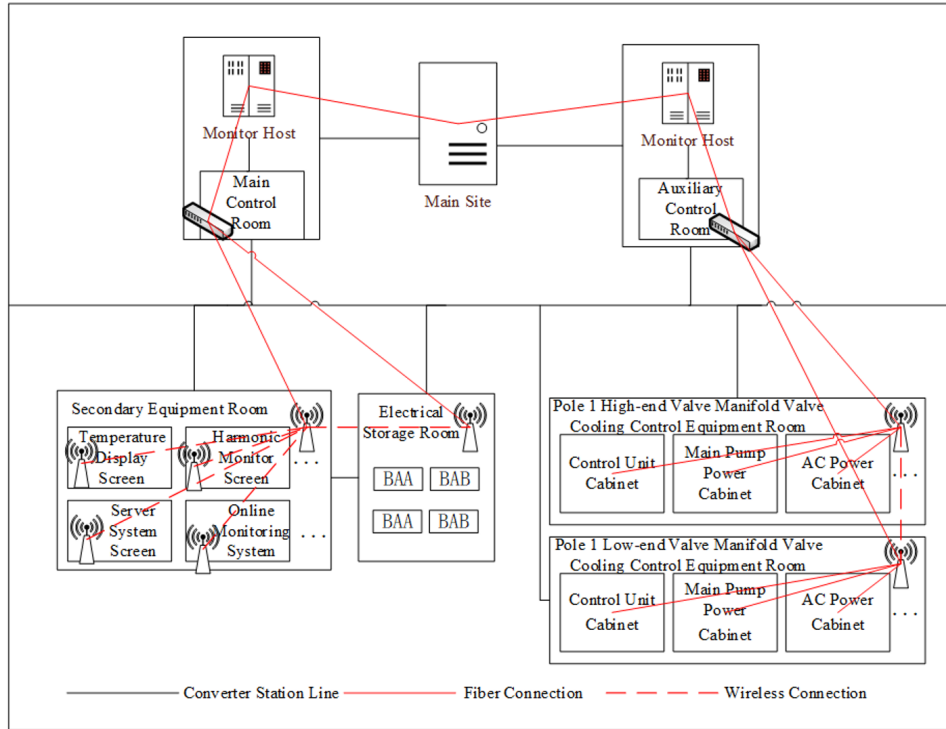 Monitor Host
Main
Control
Room
Main Site
Monitor Host
Auxiliary
Control
Room
Secondary Equipment Room
Temperature
Display
Screen
Harmonic
Monitor
Screen
...
Server
System
Screen
Online
Monitoring
System
...
Electrical
Storage Room
BAA
BAB
BAA
BAB
Pole 1 High-end Valve Manifold Valve
Cooling Control Equipment Room
Control Unit
Cabinet
Main Pump
Power
Cabinet
AC Power
Cabinet
...
Pole 1 Low-end Valve Manifold Valve
Cooling Control Equipment Room
Control Unit
Cabinet
Main Pump
Power
Cabinet
AC Power
Cabinet
...
Converter Station Line
Fiber Connection
Wireless Connection